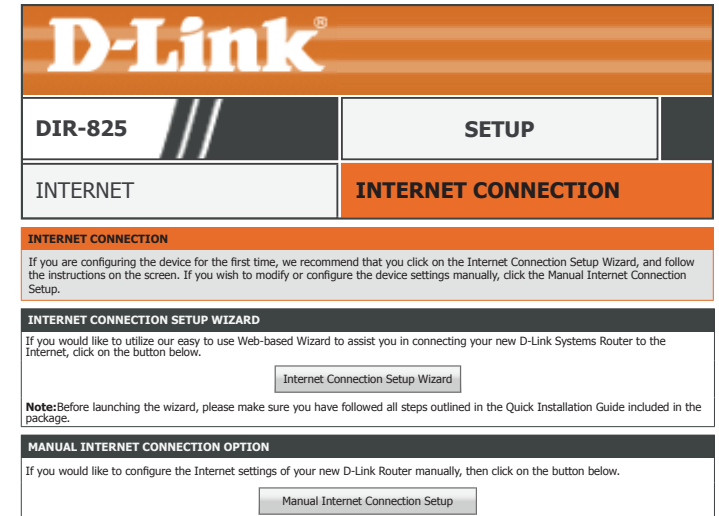 D-Link®
DIR-825
SETUP
INTERNET
INTERNET CONNECTION
INTERNET CONNECTION
If you are configuring the device for the first time, we recommend that you click on the Internet Connection Setup Wizard, and follow
the instructions on the screen. If you wish to modify or configure the device settings manually, click the Manual Internet Connection
Setup.
INTERNET CONNECTION SETUP WIZARD
If you would like to utilize our easy to use Web-based Wizard to assist you in connecting your new D-Link Systems Router to the
Internet, click on the button below.
Internet Connection Setup Wizard
Note:Before launching the wizard, please make sure you have followed all steps outlined in the Quick Installation Guide included in the
package.
MANUAL INTERNET CONNECTION OPTION
If you would like to configure the Internet settings of your new D-Link Router manually, then click on the button below.
Manual Internet Connection Setup